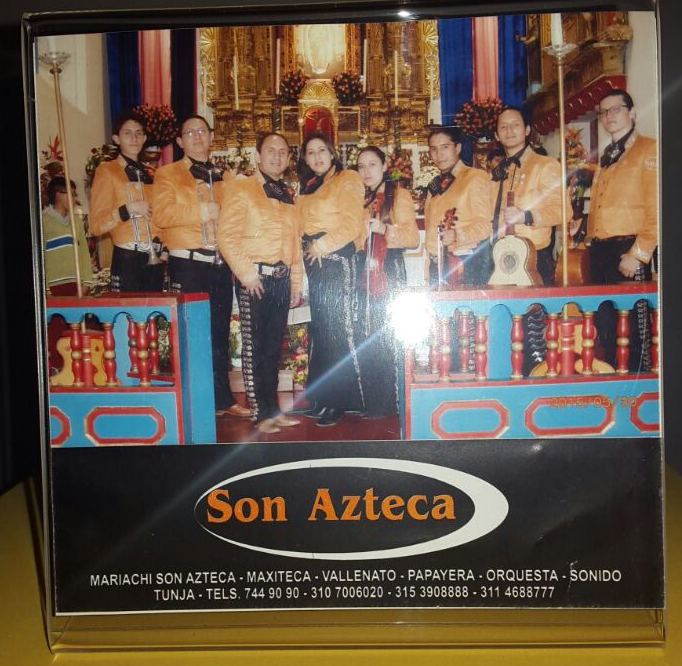 Son Azteca
MARIACHI SON AZTECA - MAXITECA - VALLENATO - PAPAYERA - ORQUESTA - SONIDO
TUNJA - TELS. 744 90 90 - 310 7006020 - 315 3908888 - 311 4688777